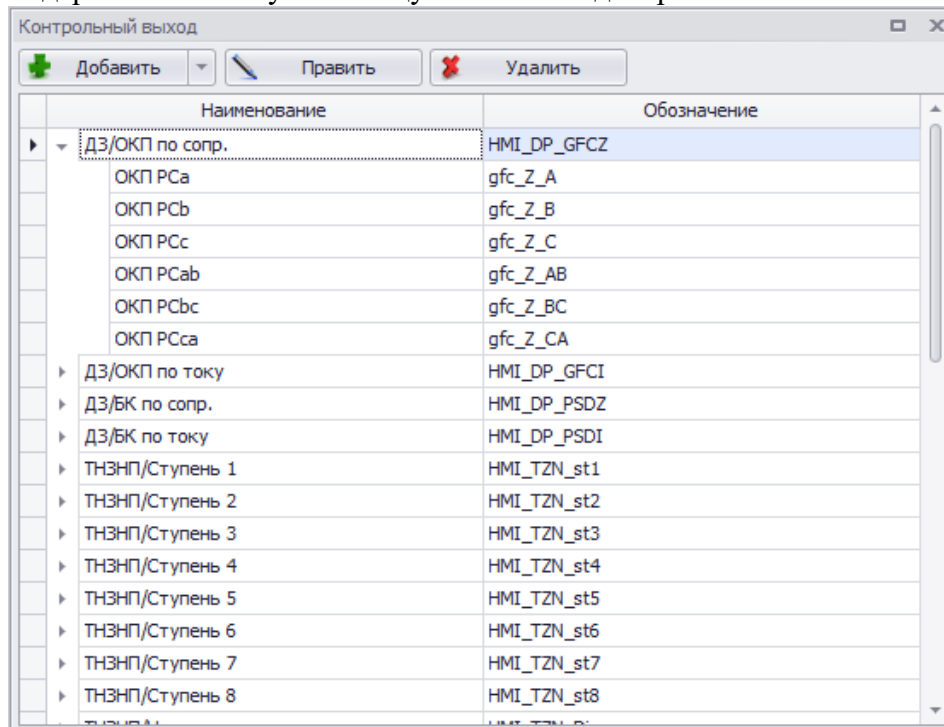 Контрольный выход
Добавить Править Удалить
Наименование Обозначение
ДЗ/ОКП по сопр. HMI_DP_GFCZ
ОКП РСа gfc_Z_A
ОКП РСb gfc_Z_B
ОКП РСс gfc_Z_C
ОКП РСab gfc_Z_AB
ОКП РСbc gfc_Z_BC
ОКП РСca gfc_Z_CA
ДЗ/ОКП по току HMI_DP_GFCI
ДЗ/БК по сопр. HMI_DP_PSDZ
ДЗ/БК по току HMI_DP_PSDI
ТНЗНП/Ступень 1 HMI_TZN_st1
ТНЗНП/Ступень 2 HMI_TZN_st2
ТНЗНП/Ступень 3 HMI_TZN_st3
ТНЗНП/Ступень 4 HMI_TZN_st4
ТНЗНП/Ступень 5 HMI_TZN_st5
ТНЗНП/Ступень 6 HMI_TZN_st6
ТНЗНП/Ступень 7 HMI_TZN_st7
ТНЗНП/Ступень 8 HMI_TZN_st8